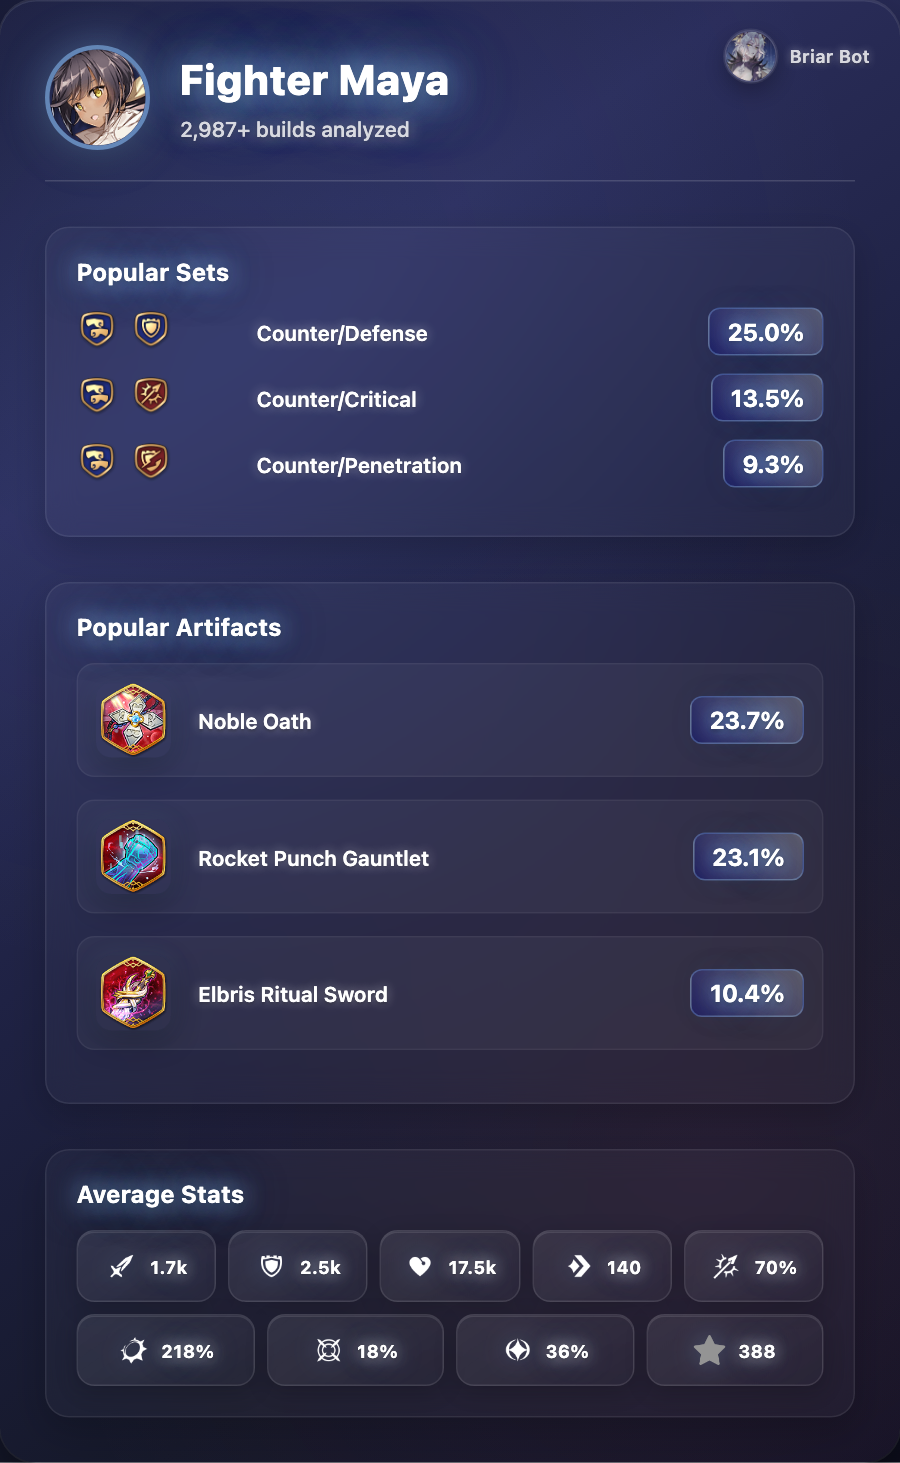 Fighter Maya
2,987+ builds analyzed
Briar Bot
Popular Sets
Counter/Defense 25.0%
Counter/Critical 13.5%
Counter/Penetration 9.3%
Popular Artifacts
Noble Oath 23.7%
Rocket Punch Gauntlet 23.1%
Elbris Ritual Sword 10.4%
Average Stats
1.7k 2.5k 17.5k 140 70%
218% 18% 36% 388